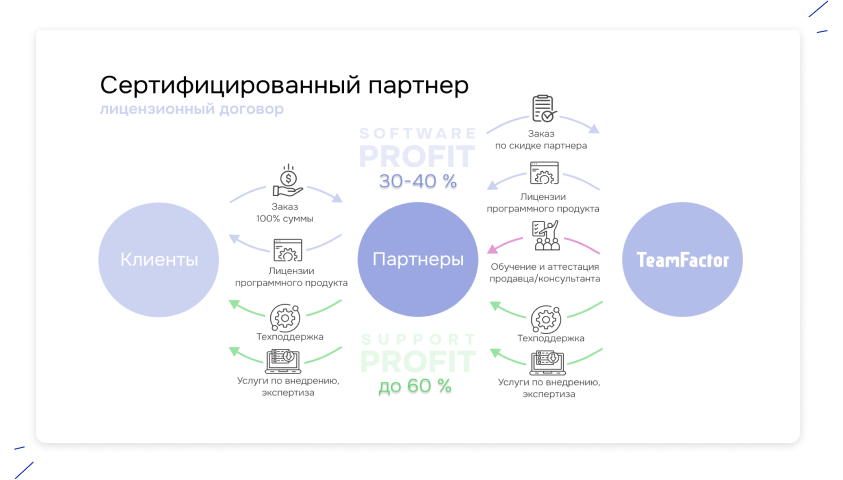 Сертифицированный партнер
лицензионный договор
SOFTWARE
PROFIT
30-40 %
Заказ
100% суммы
Лицензии
программного продукта
Техподдержка
Услуги по внедрению,
экспертиза
Клиенты
Партнеры
TeamFactor
Заказ
по скидке партнера
Лицензии
программного продукта
Обучение и аттестация
продавца/консультанта
Техподдержка
Услуги по внедрению,
экспертиза
SUPPORT
PROFIT
до 60 %